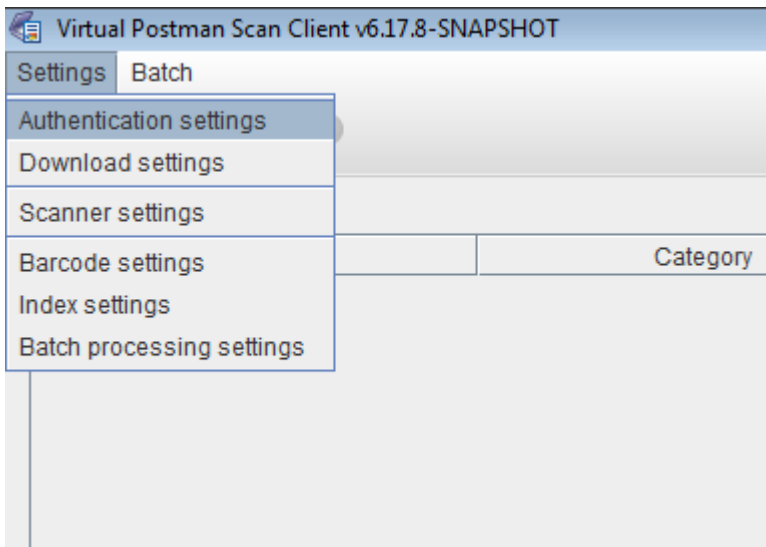 Virtual Postman Scan Client v6.17.8-SNAPSHOT
Settings Batch
Authentication settings
Download settings
Scanner settings
Barcode settings
Category
Index settings
Batch processing settings